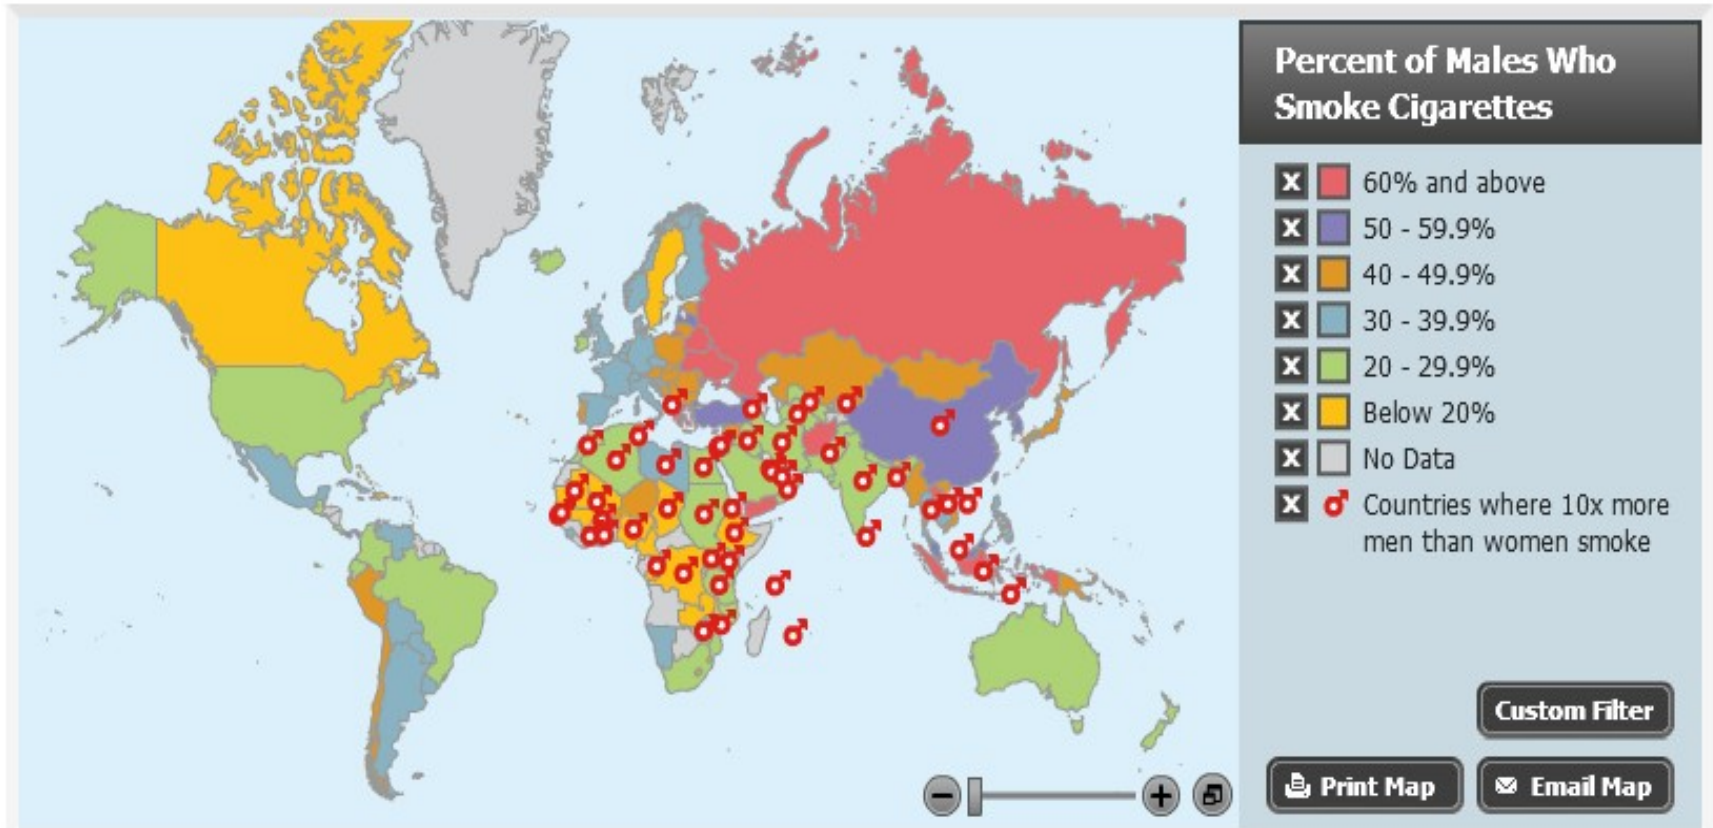 Percent of Males Who
Smoke Cigarettes
X 60% and above
X 50 - 59.9%
X 40 - 49.9%
X 30 - 39.9%
X 20 - 29.9%
X Below 20%
X No Data
X Countries where 10x more
men than women smoke
Custom Filter
Print Map
Email Map